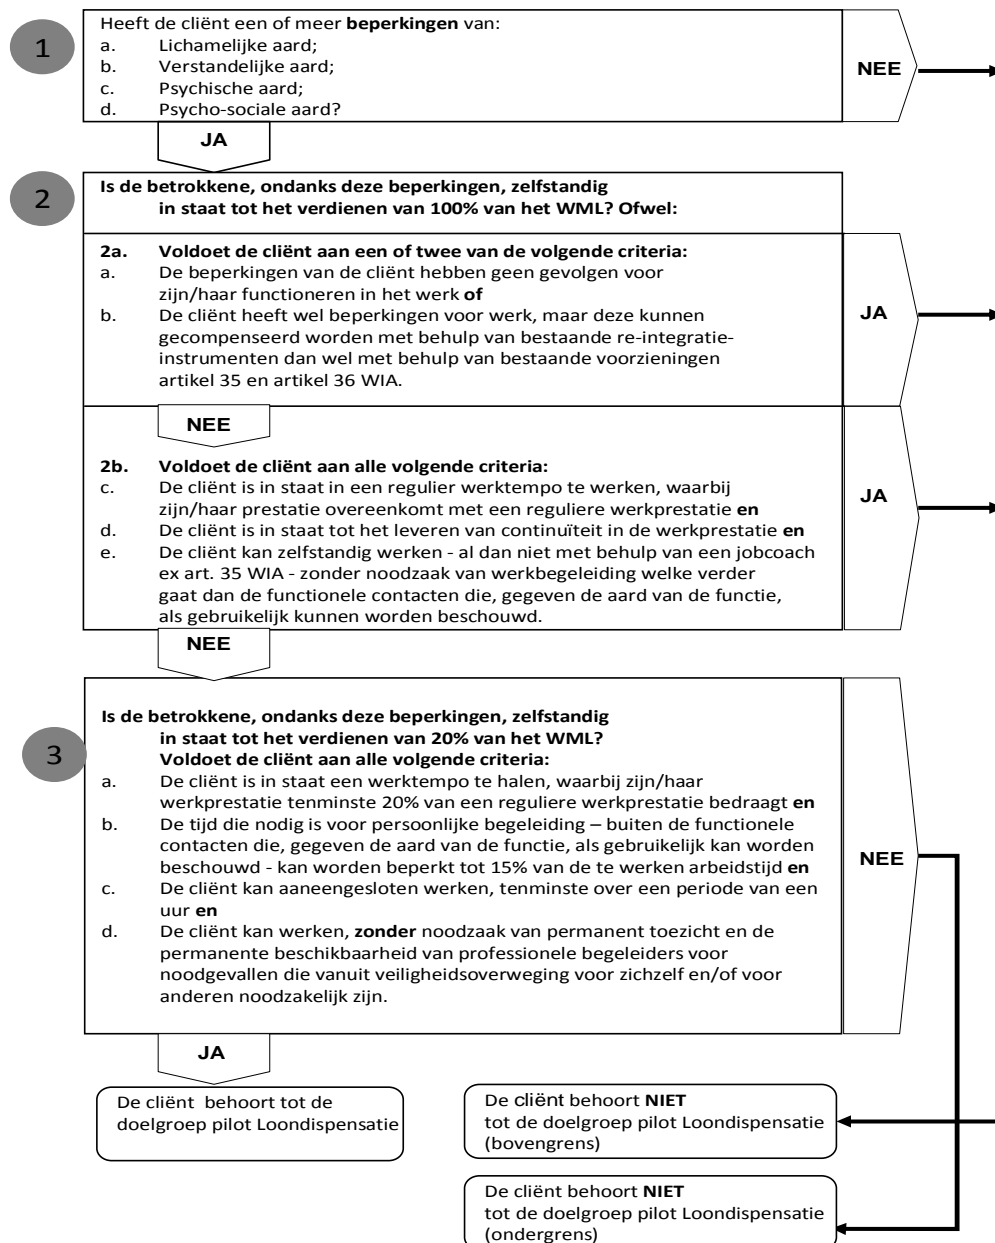 1
Heeft de cliënt een of meer beperkingen van:
a. Lichamelijke aard;
b. Verstandelijke aard;
c. Psychische aard;
d. Psycho-sociale aard?
NEE
JA
2
Is de betrokkene, ondanks deze beperkingen, zelfstandig
in staat tot het verdienen van 100% van het WML? Ofwel:
2a. Voldoet de cliënt aan een of twee van de volgende criteria:
a. De beperkingen van de cliënt hebben geen gevolgen voor
zijn/haar functioneren in het werk of
b. De cliënt heeft wel beperkingen voor werk, maar deze kunnen
gecompenseerd worden met behulp van bestaande re-integratie-
instrumenten dan wel met behulp van bestaande voorzieningen
artikel 35 en artikel 36 WIA.
JA
NEE
2b. Voldoet de cliënt aan alle volgende criteria:
c. De cliënt is in staat in een regulier werktempo te werken, waarbij
zijn/haar prestatie overeenkomt met een reguliere werkprestatie en
d. De cliënt is in staat tot het leveren van continuïteit in de werkprestatie en
e. De cliënt kan zelfstandig werken - al dan niet met behulp van een jobcoach
ex art. 35 WIA - zonder noodzaak van werkbegeleiding welke verder
gaat dan de functionele contacten die, gegeven de aard van de functie,
als gebruikelijk kunnen worden beschouwd.
JA
NEE
3
Is de betrokkene, ondanks deze beperkingen, zelfstandig
in staat tot het verdienen van 20% van het WML?
Voldoet de cliënt aan alle volgende criteria:
a. De cliënt is in staat een werktempo te halen, waarbij zijn/haar
werkprestatie tenminste 20% van een reguliere werkprestatie bedraagt en
b. De tijd die nodig is voor persoonlijke begeleiding – buiten de functionele
contacten die, gegeven de aard van de functie, als gebruikelijk kan worden
beschouwd - kan worden beperkt tot 15% van de te werken arbeidstijd en
c. De cliënt kan aaneengesloten werken, tenminste over een periode van een
uur en
d. De cliënt kan werken, zonder noodzaak van permanent toezicht en de
permanente beschikbaarheid van professionele begeleiders voor
noodgevallen die vanuit veiligheidsoverweging voor zichzelf en/of voor
anderen noodzakelijk zijn.
NEE
JA
De cliënt behoort tot de
doelgroep pilot Loondispensatie
De cliënt behoort NIET
tot de doelgroep pilot Loondispensatie
(bovengrens)
De cliënt behoort NIET
tot de doelgroep pilot Loondispensatie
(ondergrens)